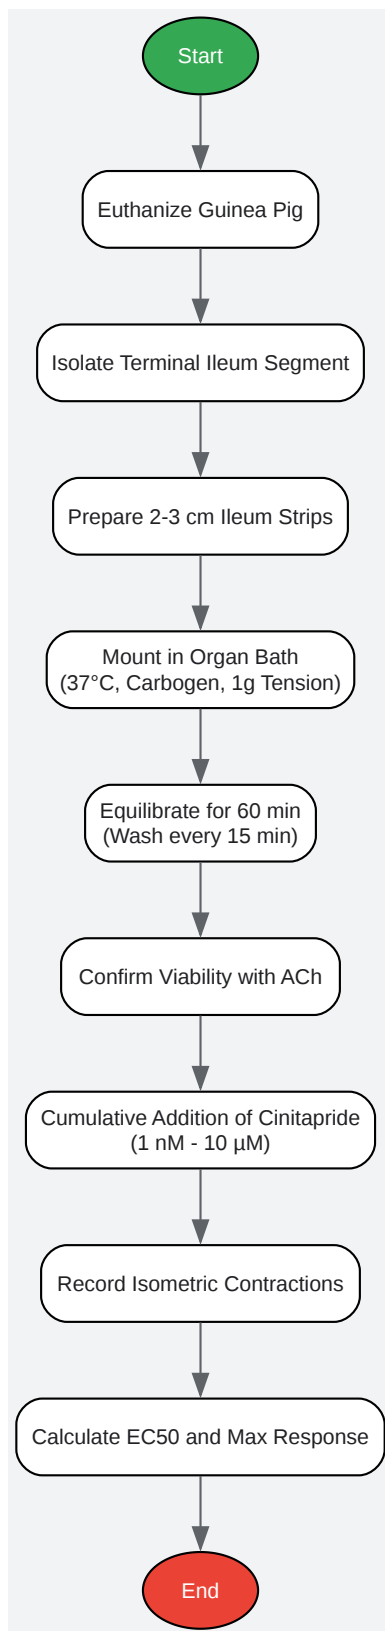 Start
Euthanize Guinea Pig
Isolate Terminal Ileum Segment
Prepare 2-3 cm Ileum Strips
Mount in Organ Bath
(37°C, Carbogen, 1g Tension)
Equilibrate for 60 min
(Wash every 15 min)
Confirm Viability with ACh
Cumulative Addition of Cinitapride
(1 nM - 10 µM)
Record Isometric Contractions
Calculate EC50 and Max Response
End